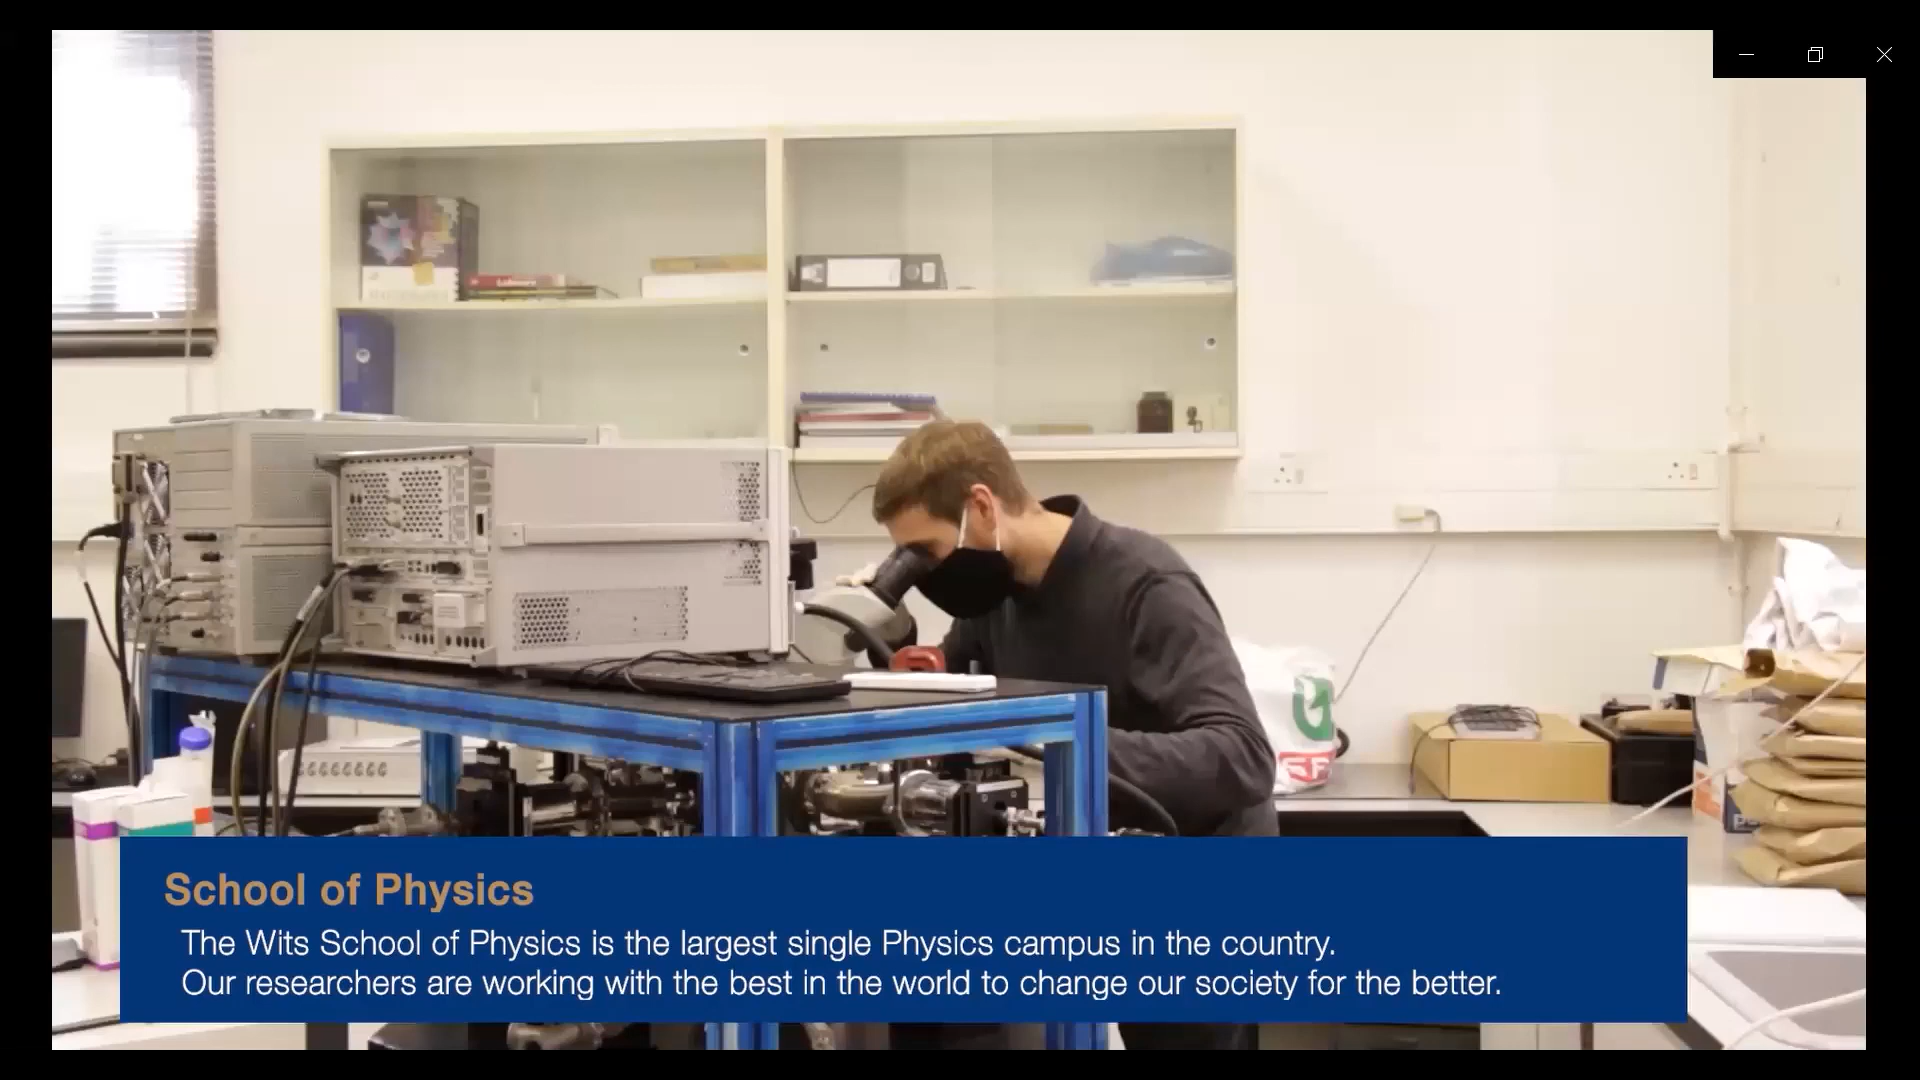 School of Physics
The Wits School of Physics is the largest single Physics campus in the country.
Our researchers are working with the best in the world to change our society for the better.